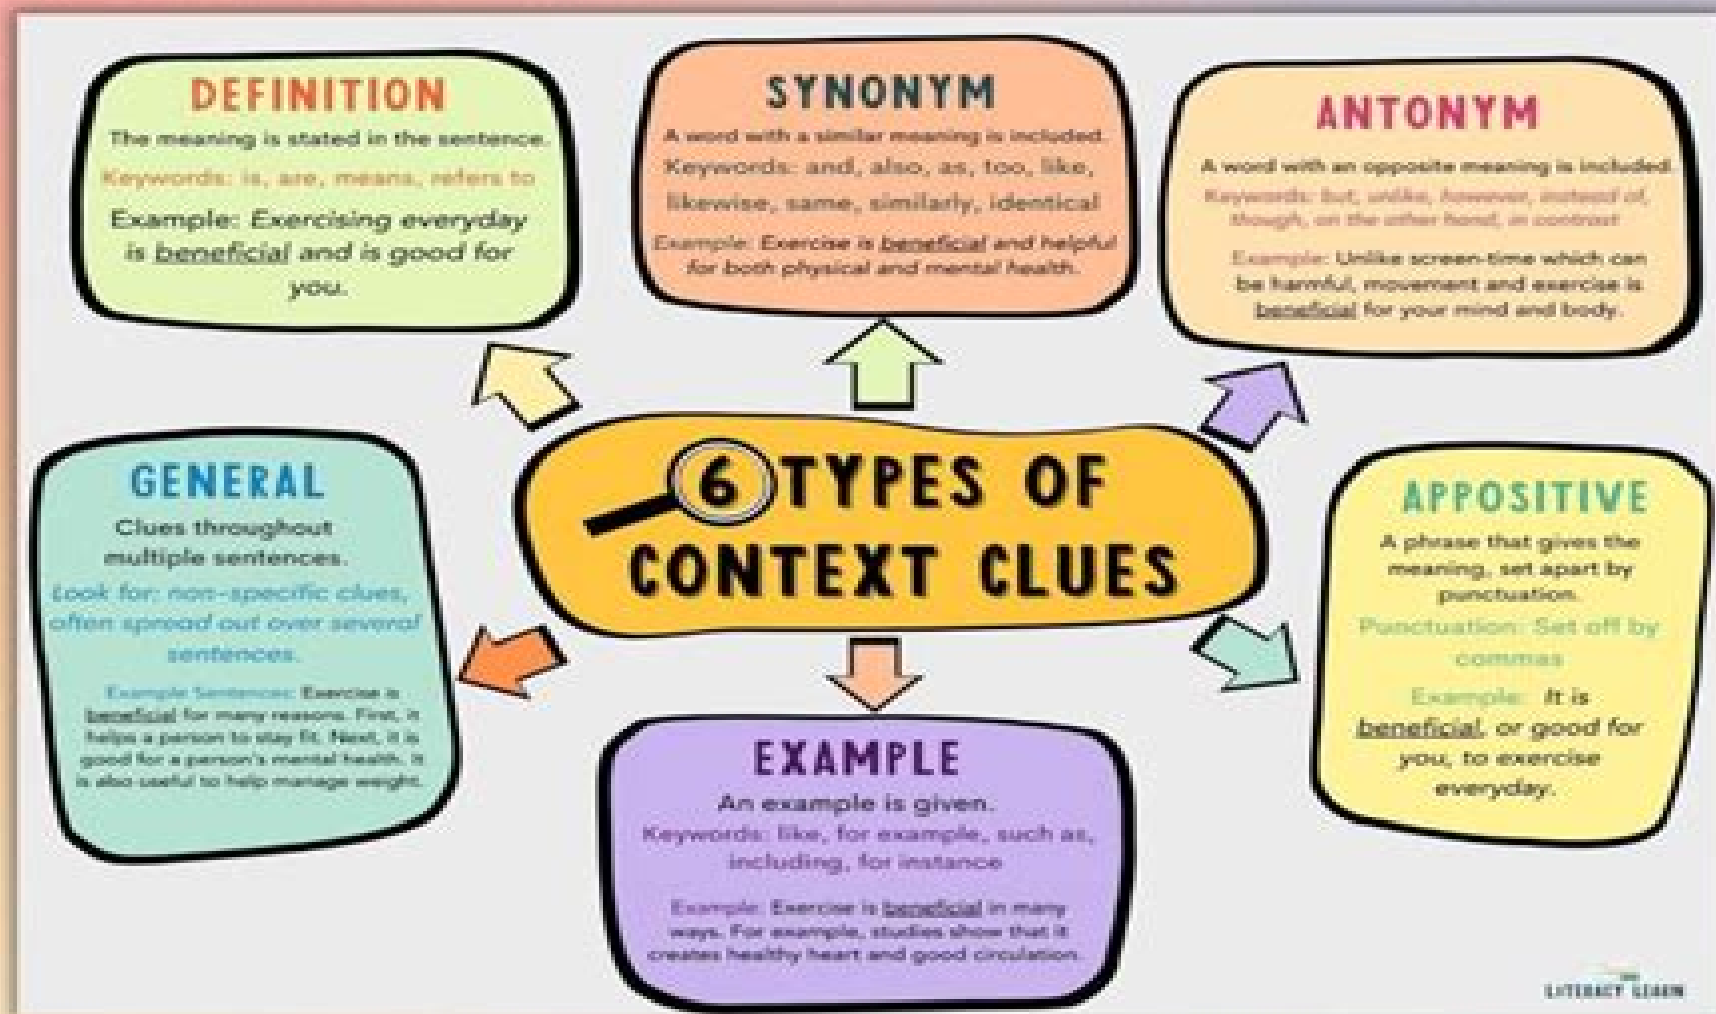 DEFINITION
The meaning is stated in the sentence.
Keywords: is, are, means, refers to
Example: Exercising everyday
is beneficial and is good for
you.
SYNONYM
A word with a similar meaning is included.
Keywords: and, also, as, too, like,
likewise, same, similarly, identical
Example: Exercise is beneficial and helpful
for both physical and mental health.
ANTONYM
A word with an opposite meaning is included.
Keywords: but, unlike, however, instead of,
though, on the other hand, in contrast
Example: Unlike screen-time which can
be harmful, movement and exercise is
beneficial for your mind and body.
6 TYPES OF
CONTEXT CLUES
GENERAL
Clues throughout
multiple sentences.
Look for: non-specific clues,
often spread out over several
sentences.
Example Sentences: Exercise is
beneficial for many reasons. First, it
helps a person to stay fit. Next, it is
good for a person's mental health. It
is also useful to help manage weight.
APPOSITIVE
A phrase that gives the
meaning, set apart by
punctuation.
Punctuation: Set off by
commas
Example: It is
beneficial, or good for
you, to exercise
everyday.
EXAMPLE
An example is given.
Keywords: like, for example, such as,
including, for instance
Example: Exercise is beneficial in many
ways. For example, studies show that it
creates healthy heart and good circulation.
LITERACY LEARN